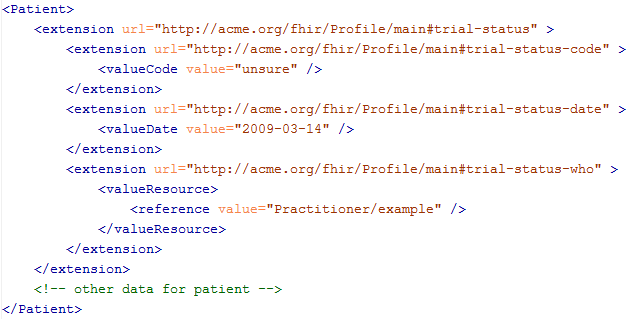 <Patient>
    <extension url="http://acme.org/fhir/Profile/main#trial-status" >
        <extension url="http://acme.org/fhir/Profile/main#trial-status-code" >
            <valueCode value="unsure" />
        </extension>
        <extension url="http://acme.org/fhir/Profile/main#trial-status-date" >
            <valueDate value="2009-03-14" />
        </extension>
        <extension url="http://acme.org/fhir/Profile/main#trial-status-who" >
            <valueResource>
                <reference value="Practitioner/example" />
            </valueResource>
        </extension>
    </extension>
    <!-- other data for patient -->
</Patient>